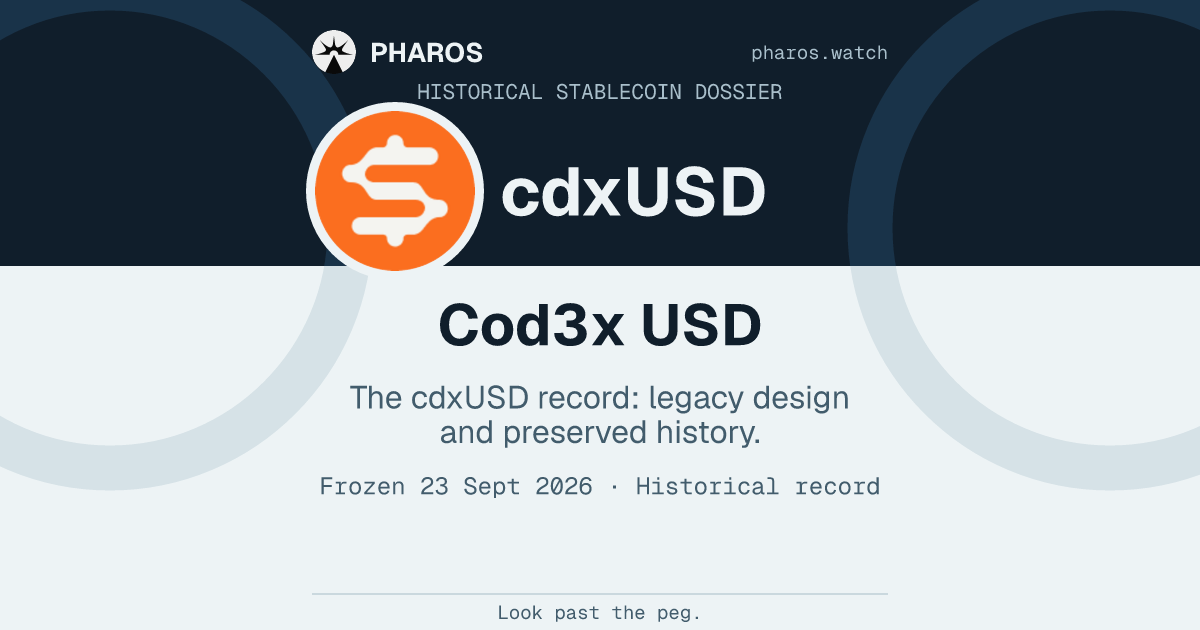 PHAROS
pharos.watch
HISTORICAL STABLECOIN DOSSIER
cdxUSD
Cod3x USD
The cdxUSD record: legacy design
and preserved history.
Frozen 23 Sept 2026 · Historical record
Look past the peg.